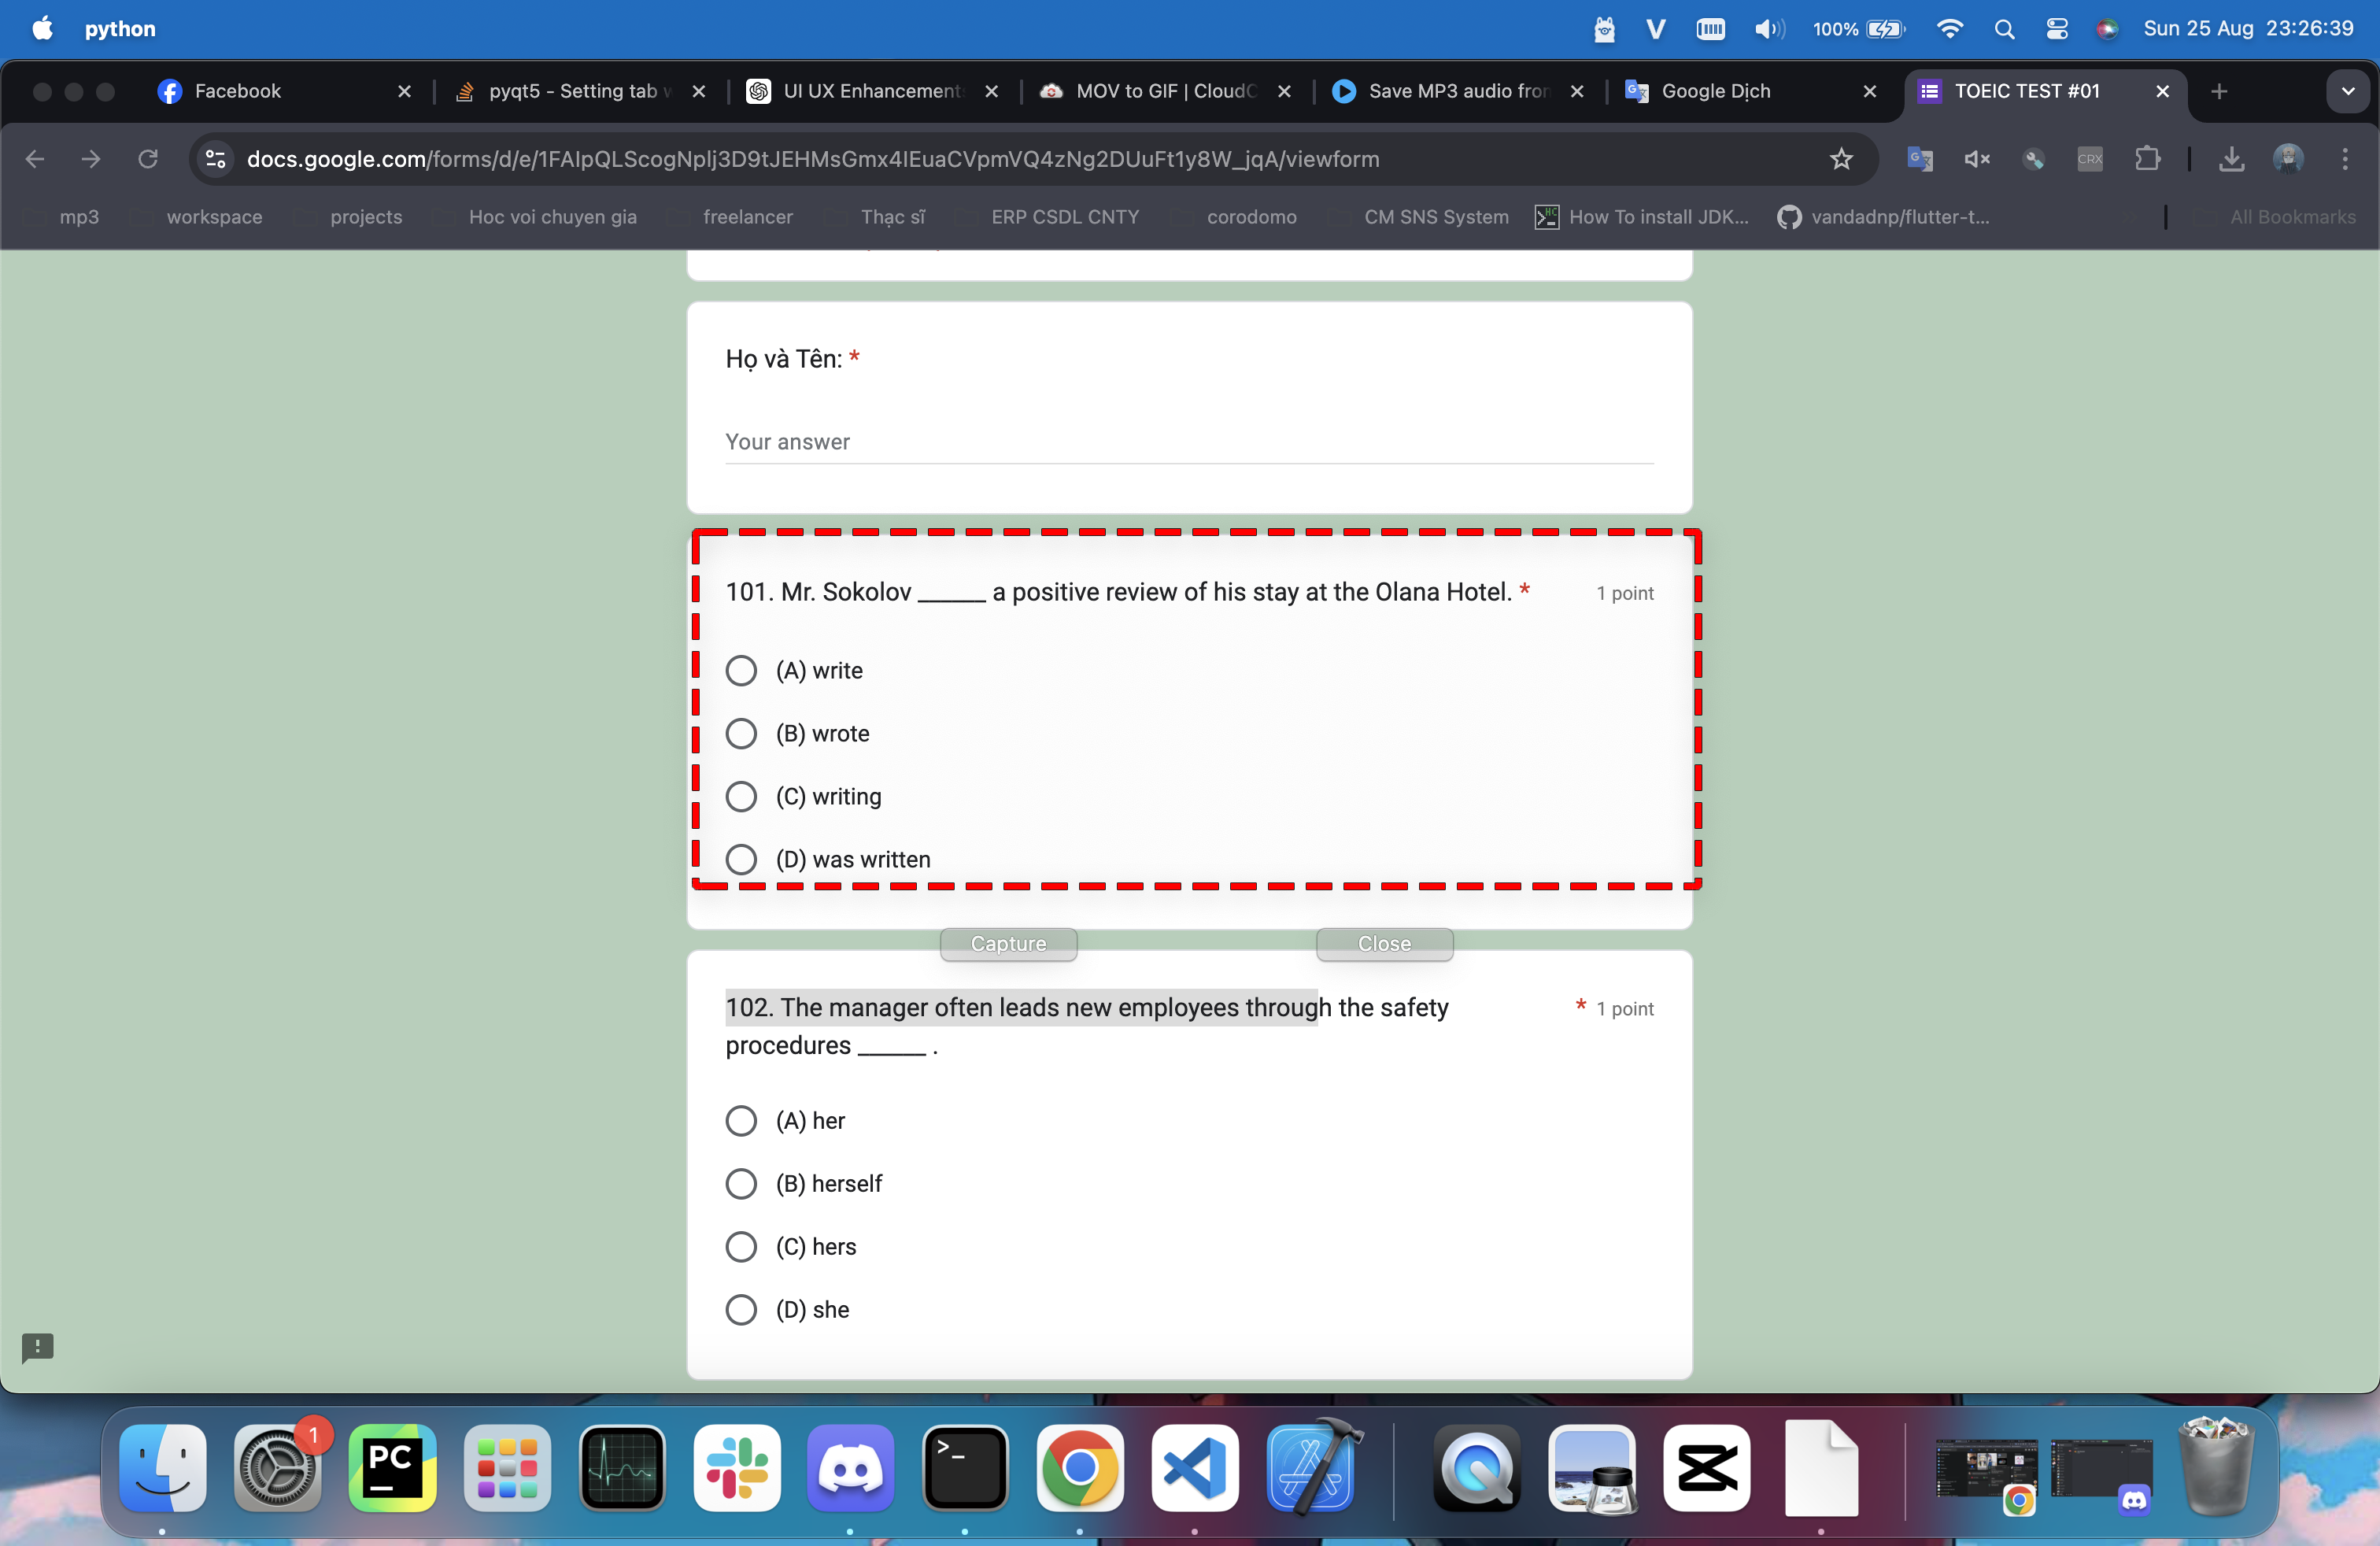 python
100%
Sun 25 Aug 23:26:39
Facebook
pyqt5 - Setting tab w
UI UX Enhancement
MOV to GIF | CloudC
Save MP3 audio from
Google Dịch
TOEIC TEST #01
docs.google.com/forms/d/e/1FAIpQLScogNplj3D9tJEHMsGmx4IEuaCVpmVQ4zNg2DUuFt1y8W_jqA/viewform
CRX
mp3
workspace
projects
Hoc voi chuyen gia
freelancer
Thạc sĩ
ERP CSDL CNTY
corodomo
CM SNS System
How To install JDK...
vandadnp/flutter-t...
All Bookmarks
Họ và Tên: *
Your answer
101. Mr. Sokolov ______ a positive review of his stay at the Olana Hotel. *
1 point
(A) write
(B) wrote
(C) writing
(D) was written
Capture
Close
102. The manager often leads new employees through the safety
* 1 point
procedures ______ .
(A) her
(B) herself
(C) hers
(D) she
1
PC